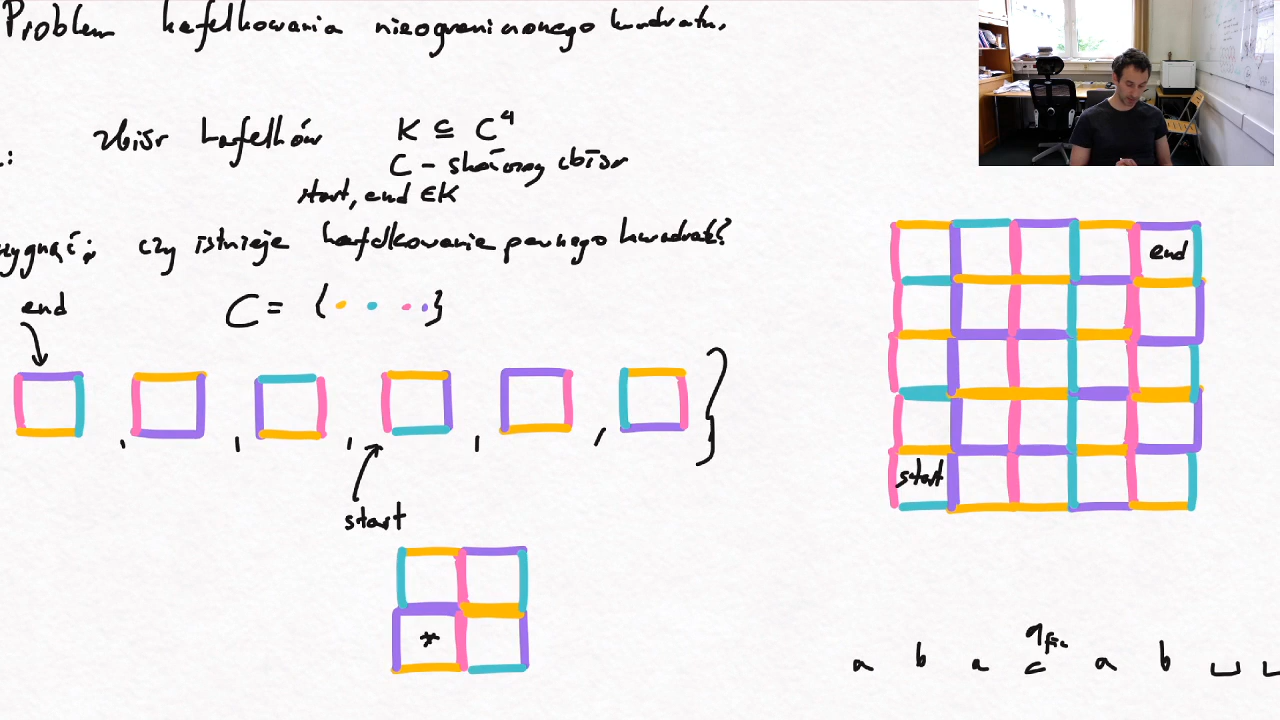 Problem kafelkowania nieograniczonego kwadratu.
: zbiór kafelków K ⊆ C⁴
C - skończony zbiór
start, end ∈ K
czy istnieje kafelkowanie pewnego kwadratu?
end
C = { · · · · }
, , , , ,
start
*
end
start
q_fin
a b a c a b ⊔ ⊔